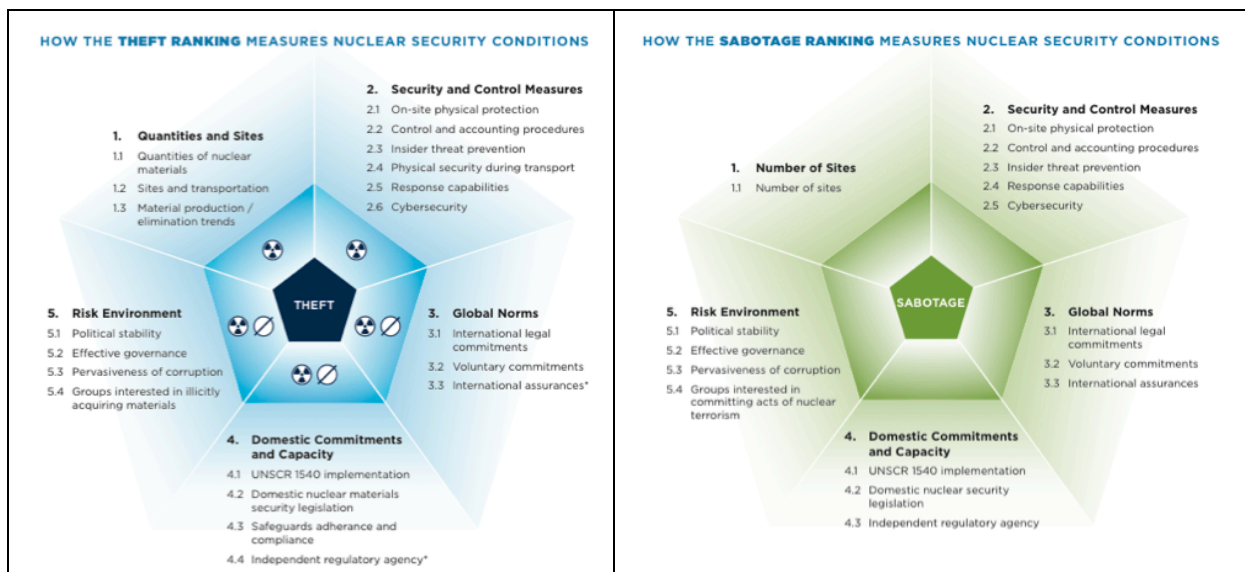 HOW THE THEFT RANKING MEASURES NUCLEAR SECURITY CONDITIONS
1. Quantities and Sites
1.1 Quantities of nuclear
materials
1.2 Sites and transportation
1.3 Material production /
elimination trends
2. Security and Control Measures
2.1 On-site physical protection
2.2 Control and accounting procedures
2.3 Insider threat prevention
2.4 Physical security during transport
2.5 Response capabilities
2.6 Cybersecurity
THEFT
5. Risk Environment
5.1 Political stability
5.2 Effective governance
5.3 Pervasiveness of corruption
5.4 Groups interested in illicitly
acquiring materials
3. Global Norms
3.1 International legal
commitments
3.2 Voluntary commitments
3.3 International assurances*
4. Domestic Commitments
and Capacity
4.1 UNSCR 1540 implementation
4.2 Domestic nuclear materials
security legislation
4.3 Safeguards adherance and
compliance
4.4 Independent regulatory agency*
HOW THE SABOTAGE RANKING MEASURES NUCLEAR SECURITY CONDITIONS
1. Number of Sites
1.1 Number of sites
2. Security and Control Measures
2.1 On-site physical protection
2.2 Control and accounting procedures
2.3 Insider threat prevention
2.4 Response capabilities
2.5 Cybersecurity
SABOTAGE
5. Risk Environment
5.1 Political stability
5.2 Effective governance
5.3 Pervasiveness of corruption
5.4 Groups interested in
committing acts of nuclear
terrorism
3. Global Norms
3.1 International legal
commitments
3.2 Voluntary commitments
3.3 International assurances
4. Domestic Commitments
and Capacity
4.1 UNSCR 1540 implementation
4.2 Domestic nuclear security
legislation
4.3 Independent regulatory agency